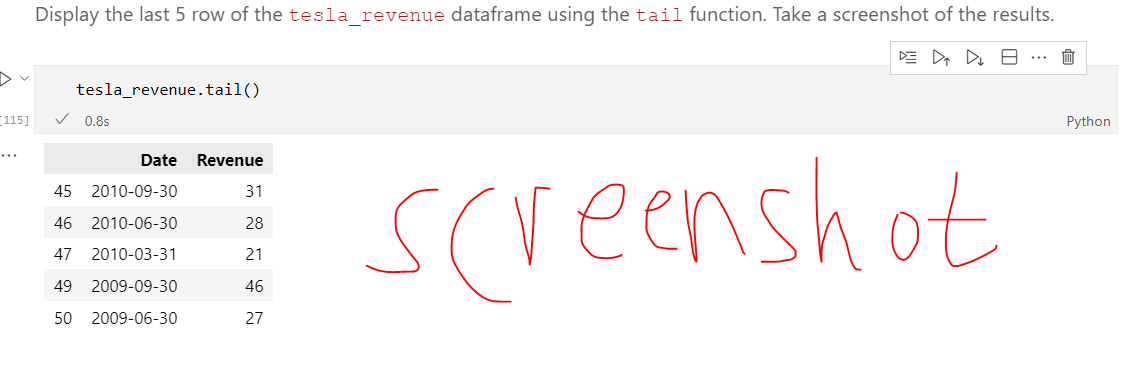 Display the last 5 row of the tesla_revenue dataframe using the tail function. Take a screenshot of the results.
tesla_revenue.tail()
[115] 0.8s Python
Date Revenue
45 2010-09-30 31
46 2010-06-30 28
47 2010-03-31 21
49 2009-09-30 46
50 2009-06-30 27
screenshot